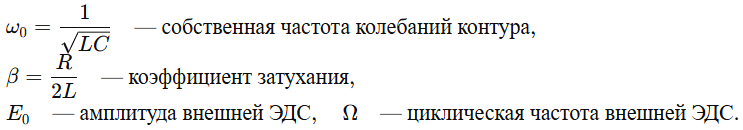 ω₀ = 1/√(LC) — собственная частота колебаний контура,
β = R/2L — коэффициент затухания,
E₀ — амплитуда внешней ЭДС, Ω — циклическая частота внешней ЭДС.